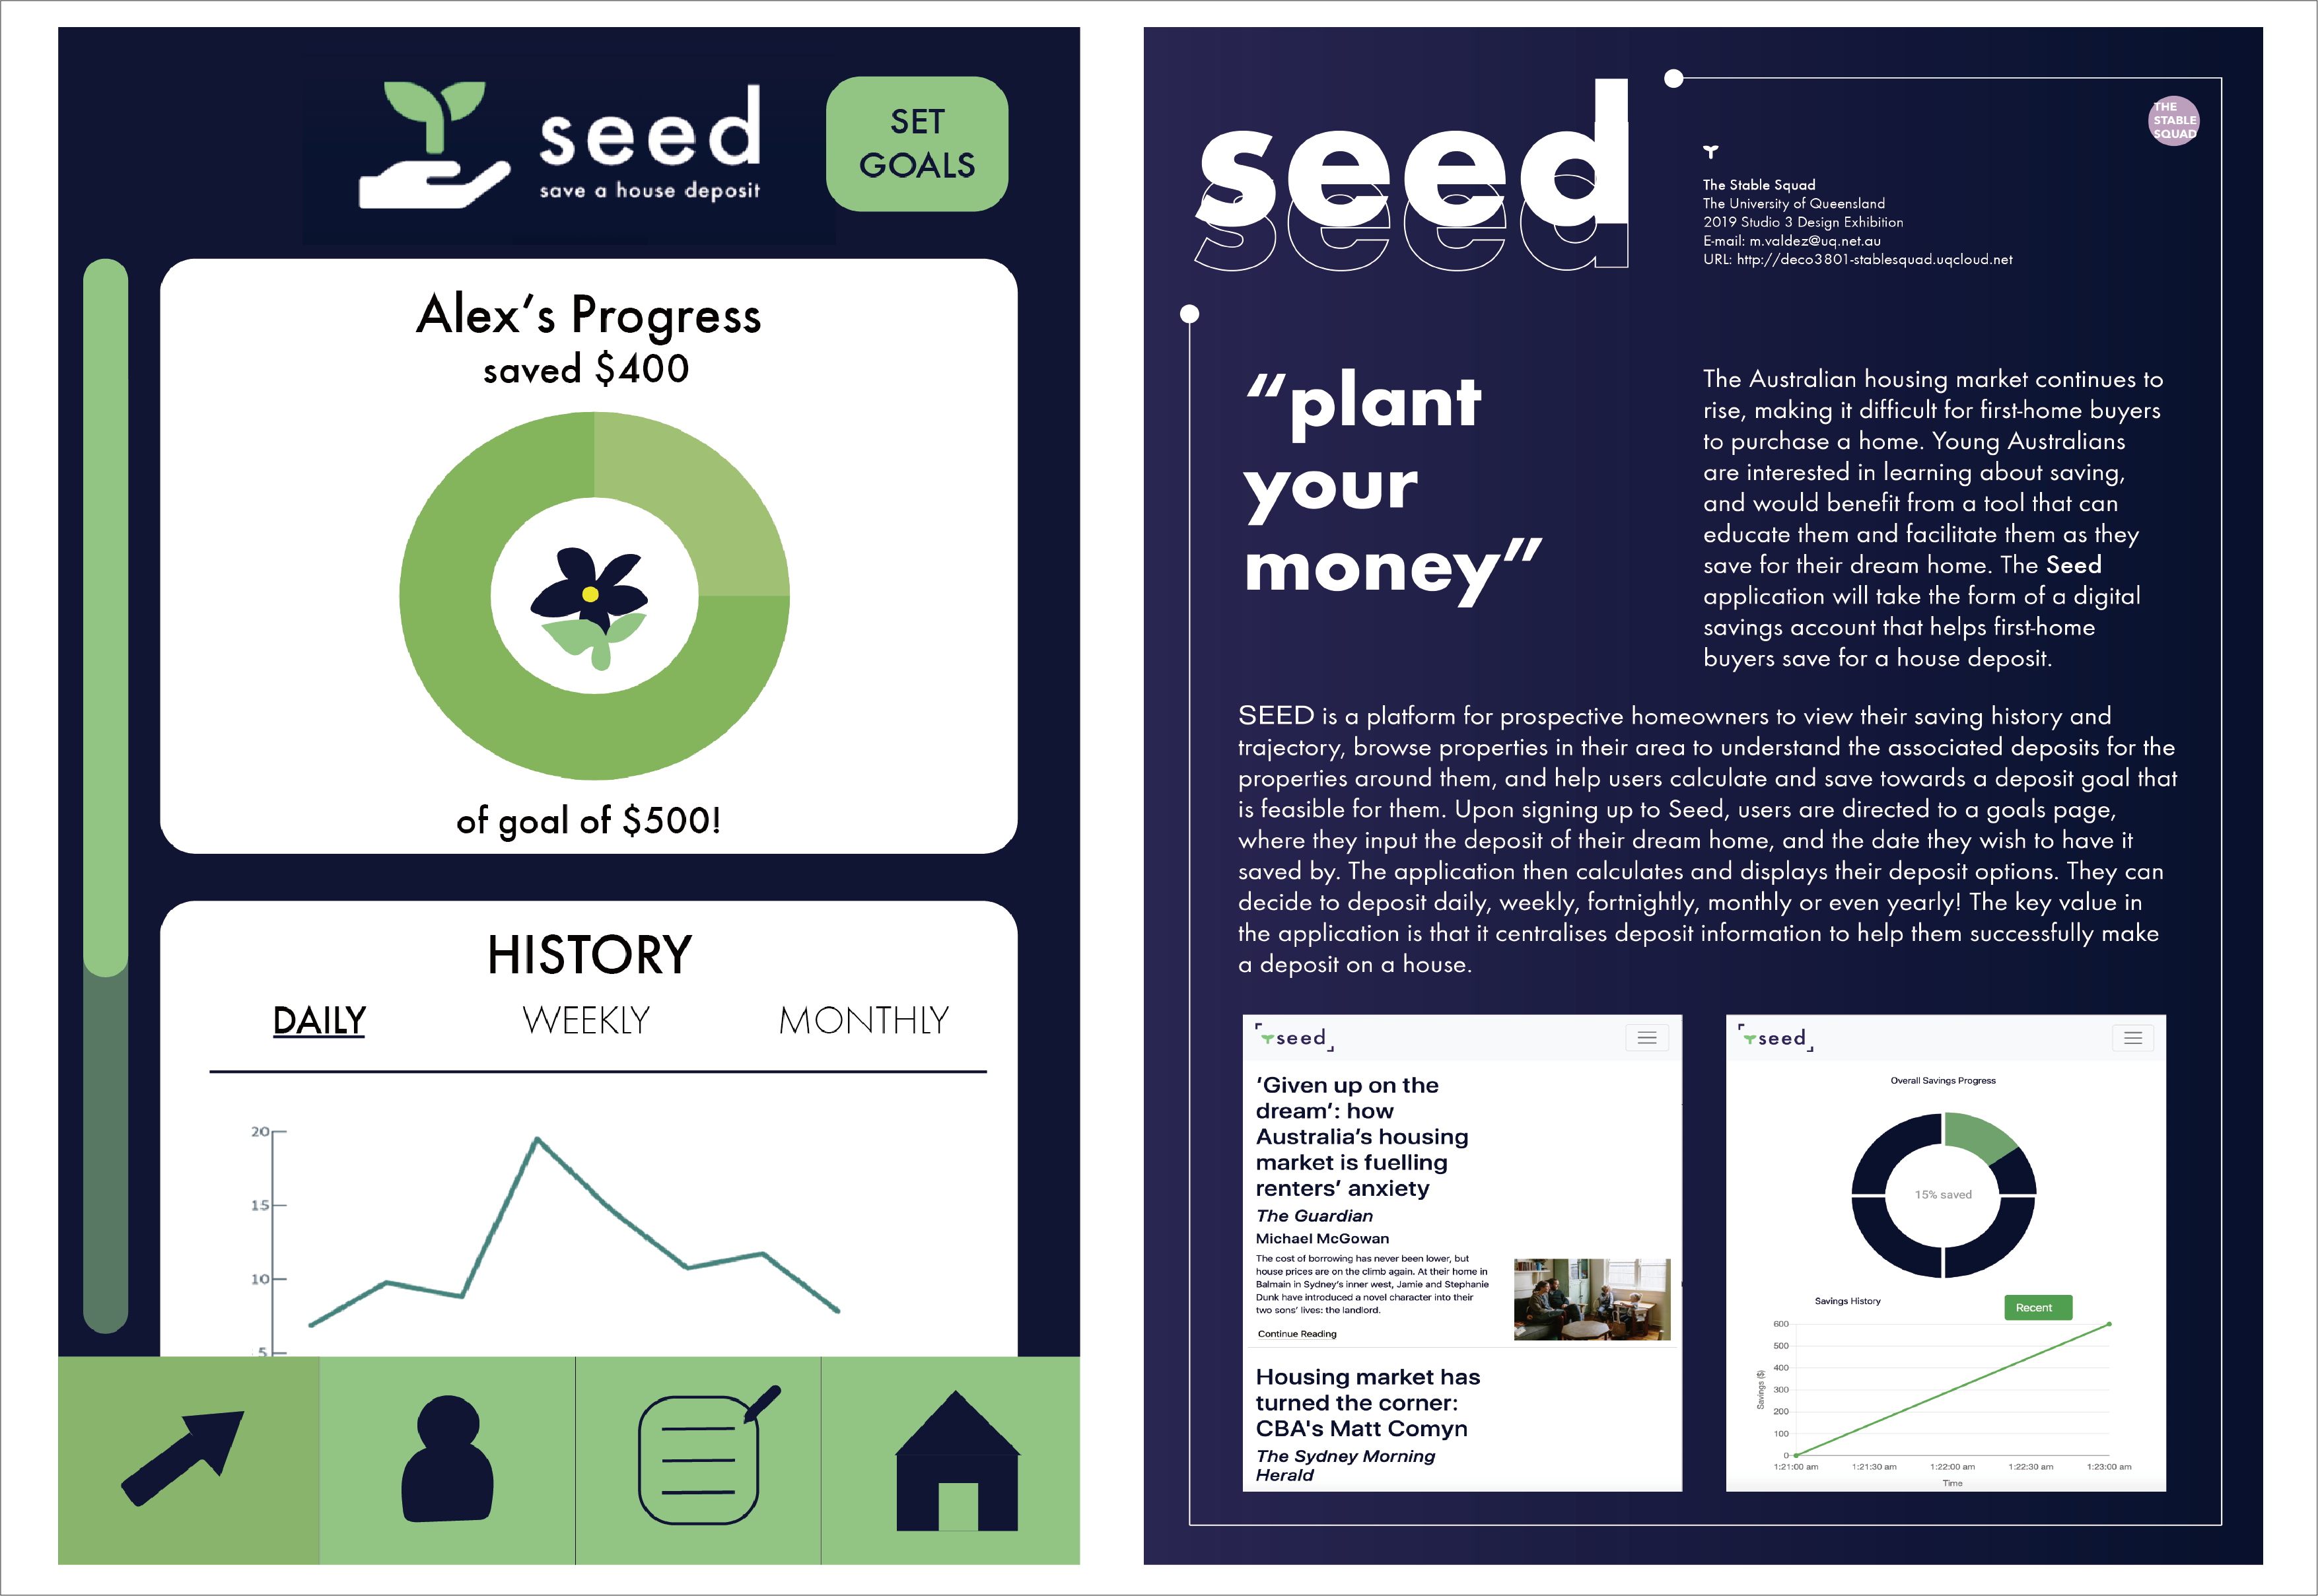 seed
save a house deposit
SET
GOALS
Alex's Progress
saved $400
of goal of $500!
HISTORY
DAILY WEEKLY MONTHLY
20
15
10
5
seed
seed
THE
STABLE
SQUAD
The Stable Squad
The University of Queensland
2019 Studio 3 Design Exhibition
E-mail: m.valdez@uq.net.au
URL: http://deco3801-stablesquad.uqcloud.net
"plant
your
money"
The Australian housing market continues to
rise, making it difficult for first-home buyers
to purchase a home. Young Australians
are interested in learning about saving,
and would benefit from a tool that can
educate them and facilitate them as they
save for their dream home. The Seed
application will take the form of a digital
savings account that helps first-home
buyers save for a house deposit.
SEED is a platform for prospective homeowners to view their saving history and
trajectory, browse properties in their area to understand the associated deposits for the
properties around them, and help users calculate and save towards a deposit goal that
is feasible for them. Upon signing up to Seed, users are directed to a goals page,
where they input the deposit of their dream home, and the date they wish to have it
saved by. The application then calculates and displays their deposit options. They can
decide to deposit daily, weekly, fortnightly, monthly or even yearly! The key value in
the application is that it centralises deposit information to help them successfully make
a deposit on a house.
seed
'Given up on the
dream': how
Australia's housing
market is fuelling
renters' anxiety
The Guardian
Michael McGowan
The cost of borrowing has never been lower, but
house prices are on the climb again. At their home in
Balmain in Sydney's inner west, Jamie and Stephanie
Dunk have introduced a novel character into their
two sons' lives: the landlord.
Continue Reading
Housing market has
turned the corner:
CBA's Matt Comyn
The Sydney Morning
Herald
seed
Overall Savings Progress
15% saved
Savings History
Recent
600
500
400
300
200
100
0
Savings ($)
1:21:00 am 1:21:30 am 1:22:00 am 1:22:30 am 1:23:00 am
Time